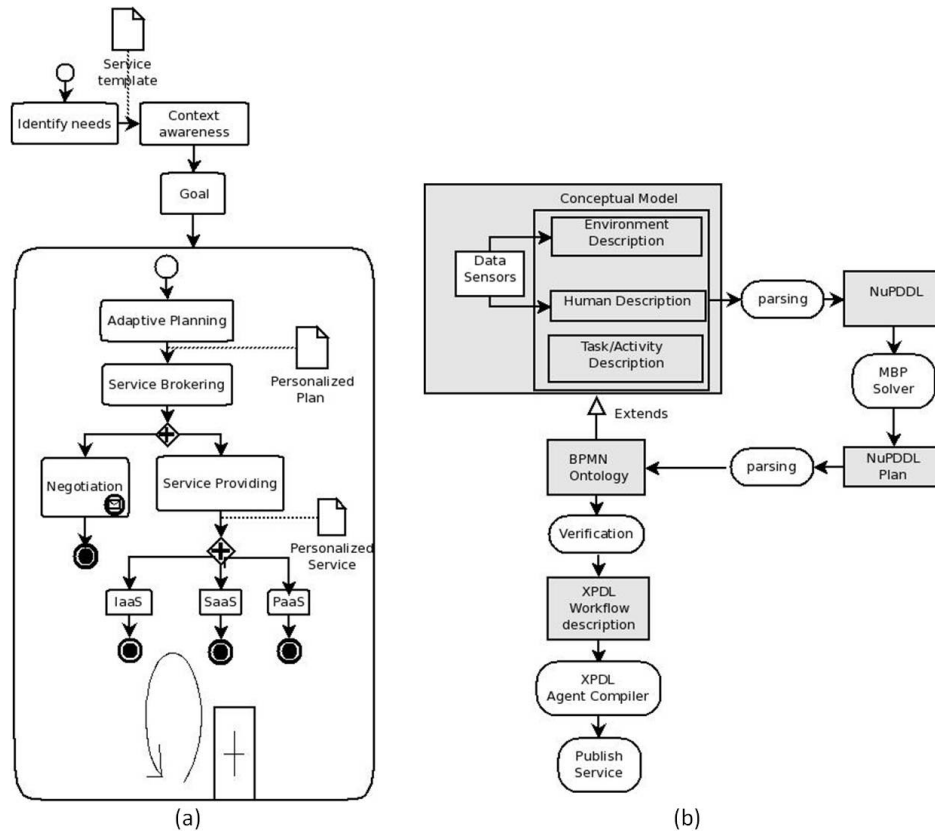 Service
template
Identify needs
Context
awareness
Goal
Adaptive Planning
Personalized
Plan
Service Brokering
Negotiation
Service Providing
Personalized
Service
IaaS
SaaS
PaaS
(a)
Conceptual Model
Environment
Description
Data
Sensors
Human Description
Task/Activity
Description
parsing
NuPDDL
MBP
Solver
NuPDDL
Plan
parsing
Extends
BPMN
Ontology
Verification
XPDL
Workflow
description
XPDL
Agent Compiler
Publish
Service
(b)